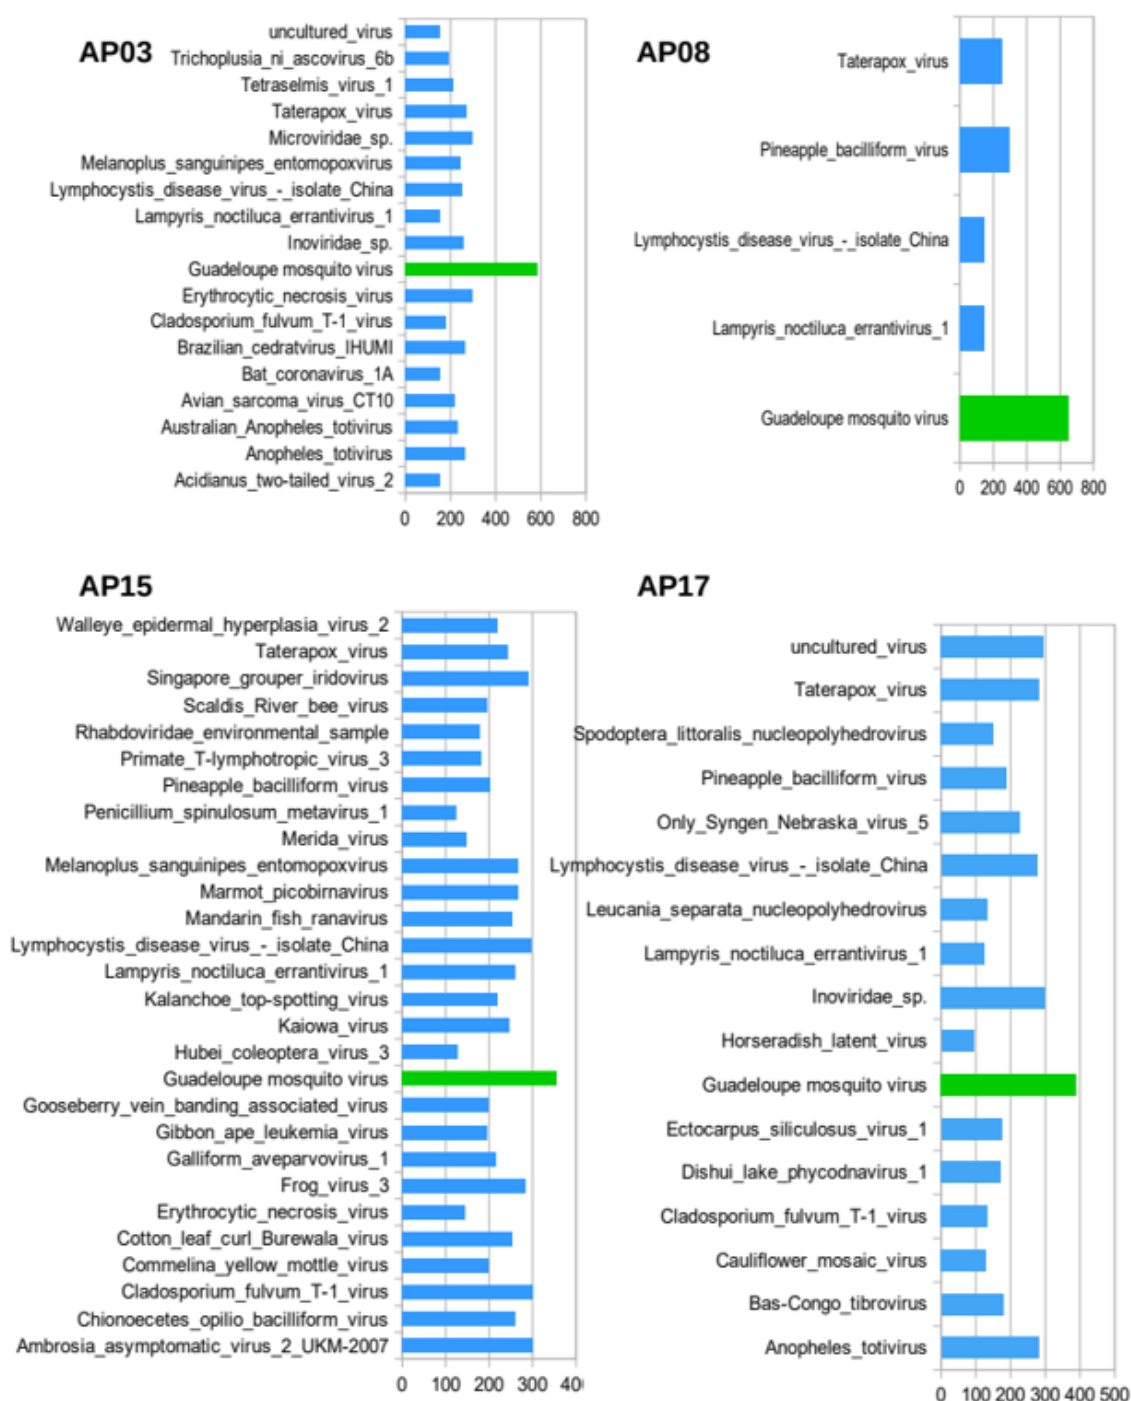 AP03
uncultured_virus
Trichoplusia_ni_ascovirus_6b
Tetraselmis_virus_1
Taterapox_virus
Microviridae_sp.
Melanoplus_sanguinipes_entomopoxvirus
Lymphocystis_disease_virus_-_isolate_China
Lampyris_noctiluca_errantivirus_1
Inoviridae_sp.
Guadeloupe mosquito virus
Erythrocytic_necrosis_virus
Cladosporium_fulvum_T-1_virus
Brazilian_cedratvirus_IHUMI
Bat_coronavirus_1A
Avian_sarcoma_virus_CT10
Australian_Anopheles_totivirus
Anopheles_totivirus
Acidianus_two-tailed_virus_2
0 200 400 600 800
AP08
Taterapox_virus
Pineapple_bacilliform_virus
Lymphocystis_disease_virus_-_isolate_China
Lampyris_noctiluca_errantivirus_1
Guadeloupe mosquito virus
0 200 400 600 800
AP15
Walleye_epidermal_hyperplasia_virus_2
Taterapox_virus
Singapore_grouper_iridovirus
Scaldis_River_bee_virus
Rhabdoviridae_environmental_sample
Primate_T-lymphotropic_virus_3
Pineapple_bacilliform_virus
Penicillium_spinulosum_metavirus_1
Merida_virus
Melanoplus_sanguinipes_entomopoxvirus
Marmot_picobirnavirus
Mandarin_fish_ranavirus
Lymphocystis_disease_virus_-_isolate_China
Lampyris_noctiluca_errantivirus_1
Kalanchoe_top-spotting_virus
Kaiowa_virus
Hubei_coleoptera_virus_3
Guadeloupe mosquito virus
Gooseberry_vein_banding_associated_virus
Gibbon_ape_leukemia_virus
Galliform_aveparvovirus_1
Frog_virus_3
Erythrocytic_necrosis_virus
Cotton_leaf_curl_Burewala_virus
Commelina_yellow_mottle_virus
Cladosporium_fulvum_T-1_virus
Chionoecetes_opilio_bacilliform_virus
Ambrosia_asymptomatic_virus_2_UKM-2007
0 100 200 300 40
AP17
uncultured_virus
Taterapox_virus
Spodoptera_littoralis_nucleopolyhedrovirus
Pineapple_bacilliform_virus
Only_Syngen_Nebraska_virus_5
Lymphocystis_disease_virus_-_isolate_China
Leucania_separata_nucleopolyhedrovirus
Lampyris_noctiluca_errantivirus_1
Inoviridae_sp.
Horseradish_latent_virus
Guadeloupe mosquito virus
Ectocarpus_siliculosus_virus_1
Dishui_lake_phycodnavirus_1
Cladosporium_fulvum_T-1_virus
Cauliflower_mosaic_virus
Bas-Congo_tibrovirus
Anopheles_totivirus
0 100 200 300 400 500